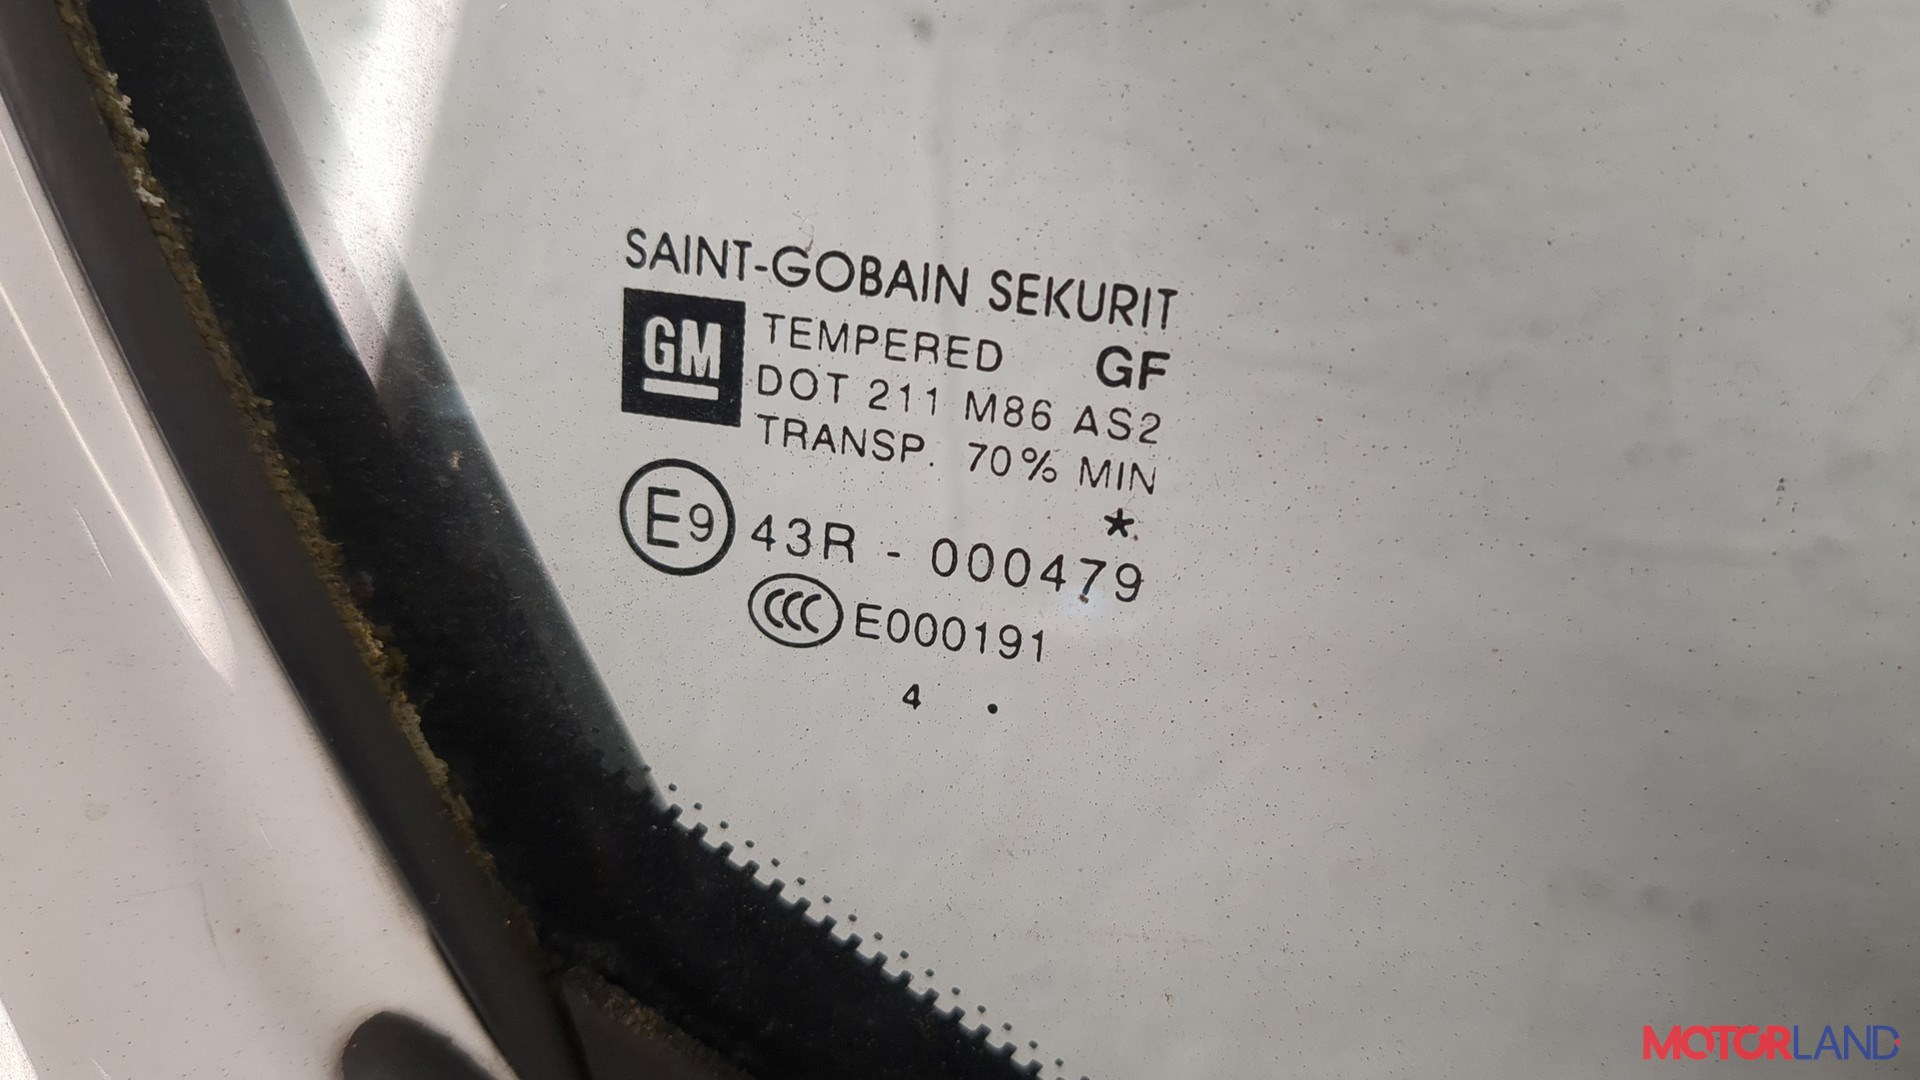 SAINT-GOBAIN SEKURIT
GM
TEMPERED GF
DOT 211 M86 AS2
TRANSP. 70% MIN
*
E9 43R - 000479
CCC E000191
4 .
MOTORLAND